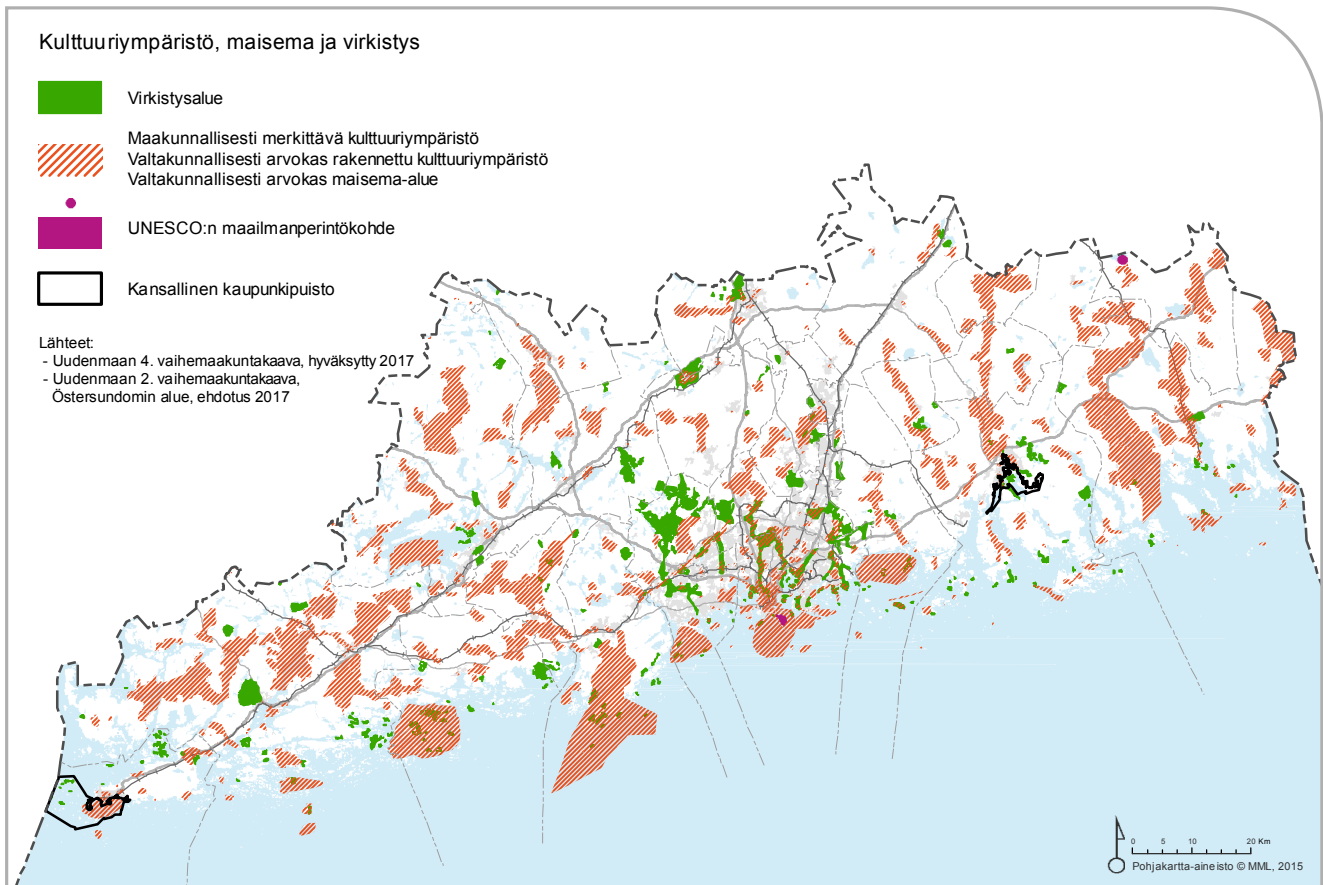 Kulttuuriympäristö, maisema ja virkistys
Virkistysalue
Maakunnallisesti merkittävä kulttuuriympäristö
Valtakunnallisesti arvokas rakennettu kulttuuriympäristö
Valtakunnallisesti arvokas maisema-alue
UNESCO:n maailmanperintökohde
Kansallinen kaupunkipuisto
Lähteet:
- Uudenmaan 4. vaihemaakuntakaava, hyväksytty 2017
- Uudenmaan 2. vaihemaakuntakaava,
Östersundomin alue, ehdotus 2017
0 5 10 20 Km
Pohjakartta-aineisto © MML, 2015